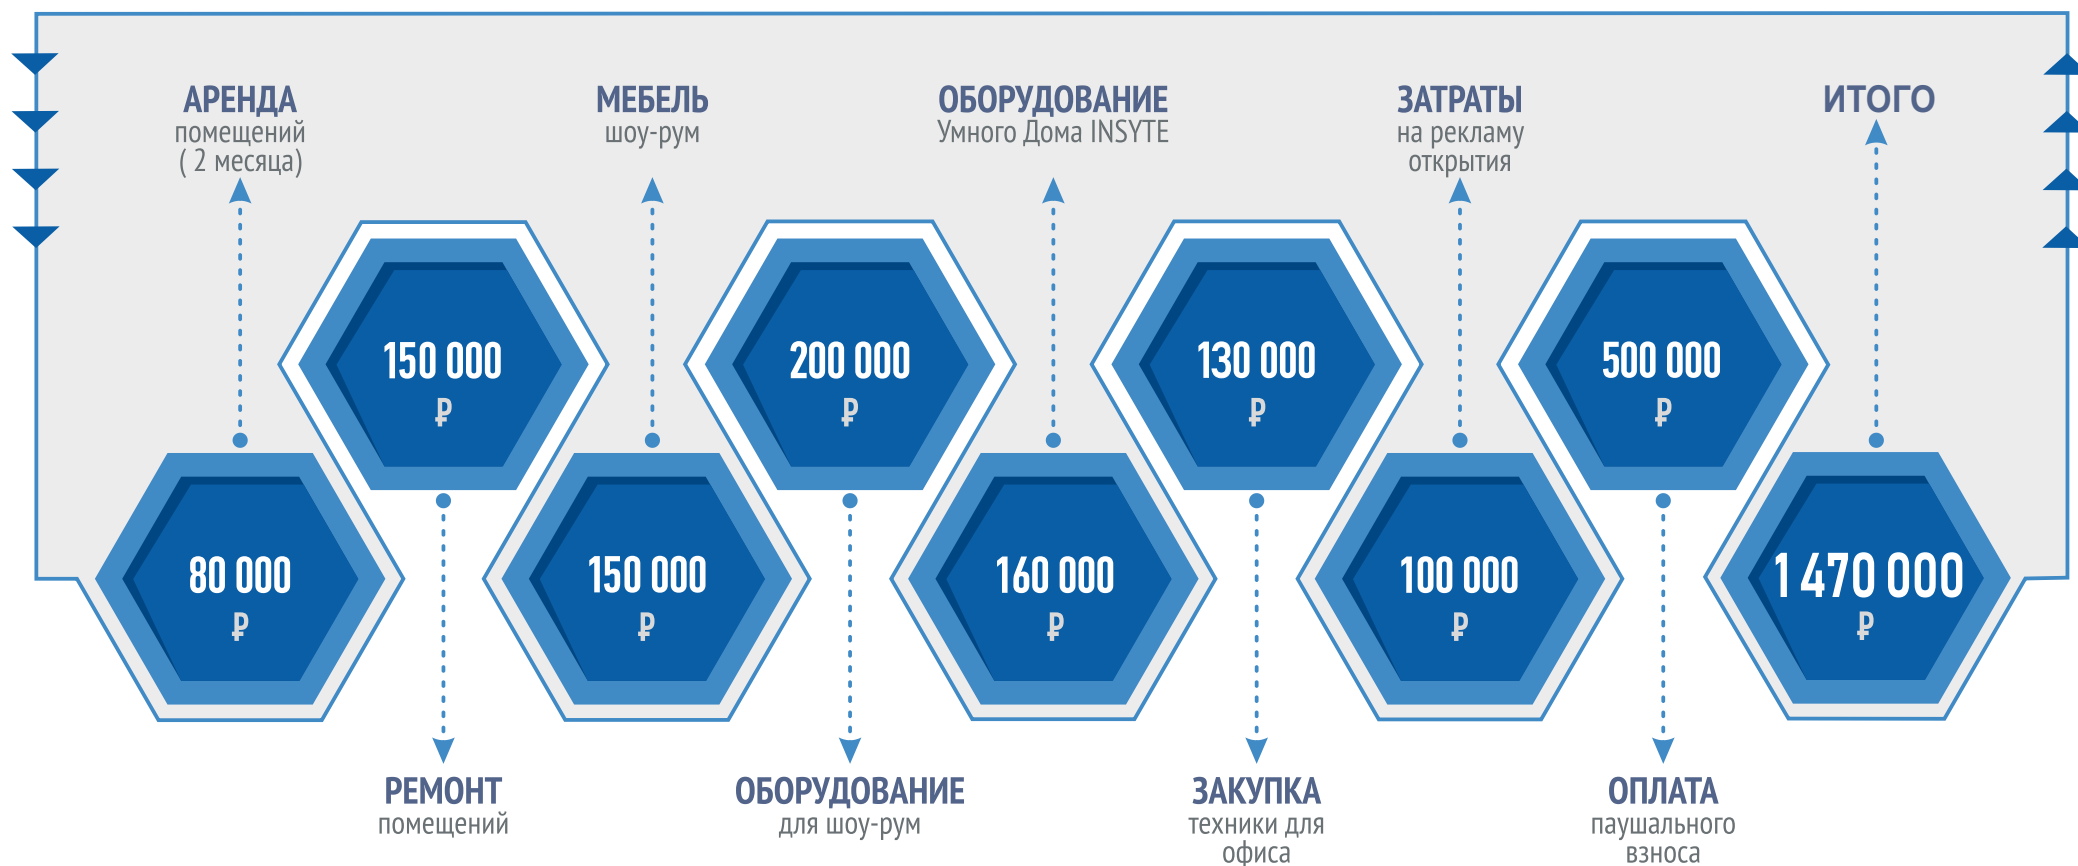 АРЕНДА
помещений
( 2 месяца)
МЕБЕЛЬ
шоу-рум
ОБОРУДОВАНИЕ
Умного Дома INSYTE
ЗАТРАТЫ
на рекламу
открытия
ИТОГО
150 000
₽
200 000
₽
130 000
₽
500 000
₽
80 000
₽
150 000
₽
160 000
₽
100 000
₽
1 470 000
₽
РЕМОНТ
помещений
ОБОРУДОВАНИЕ
для шоу-рум
ЗАКУПКА
техники для
офиса
ОПЛАТА
паушального
взноса